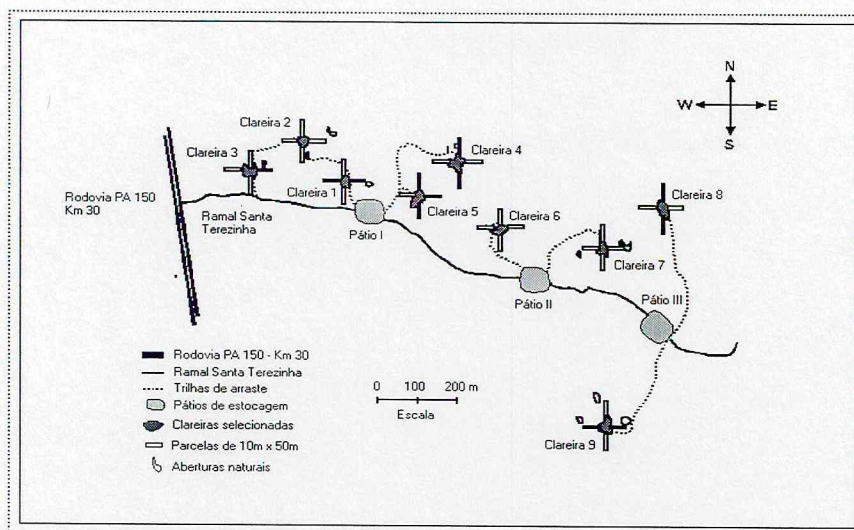 N
W E
S
Clareira 2
Clareira 3
Clareira 4
Clareira 1
Rodovia PA 150
Km 30
Ramal Santa
Terezinha
Pátio I
Clareira 5
Clareira 6
Clareira 8
Clareira 7
Pátio II
Pátio III
Rodovia PA 150 - Km 30
Ramal Santa Terezinha
Trilhas de arraste
Pátios de estocagem
Clareiras selecionadas
Parcelas de 10m x 50m
Aberturas naturais
0 100 200 m
Escala
Clareira 9